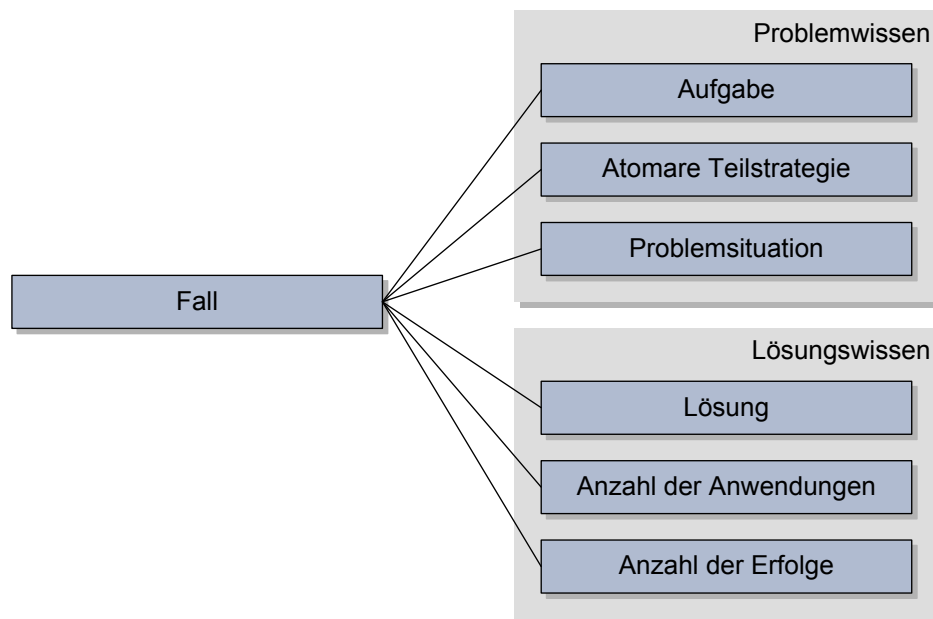 Problemwissen
Aufgabe
Atomare Teilstrategie
Problemsituation
Fall
Lösungswissen
Lösung
Anzahl der Anwendungen
Anzahl der Erfolge